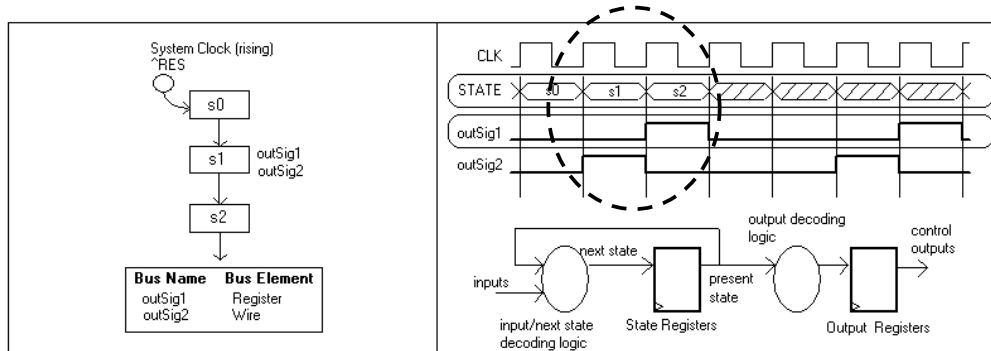 System Clock (rising)
^RES
s0
s1
outSig1
outSig2
s2
Bus Name Bus Element
outSig1 Register
outSig2 Wire
CLK
STATE s0 s1 s2
outSig1
outSig2
inputs
next state
input/next state
decoding logic
State Registers
present
state
output decoding
logic
Output Registers
control
outputs